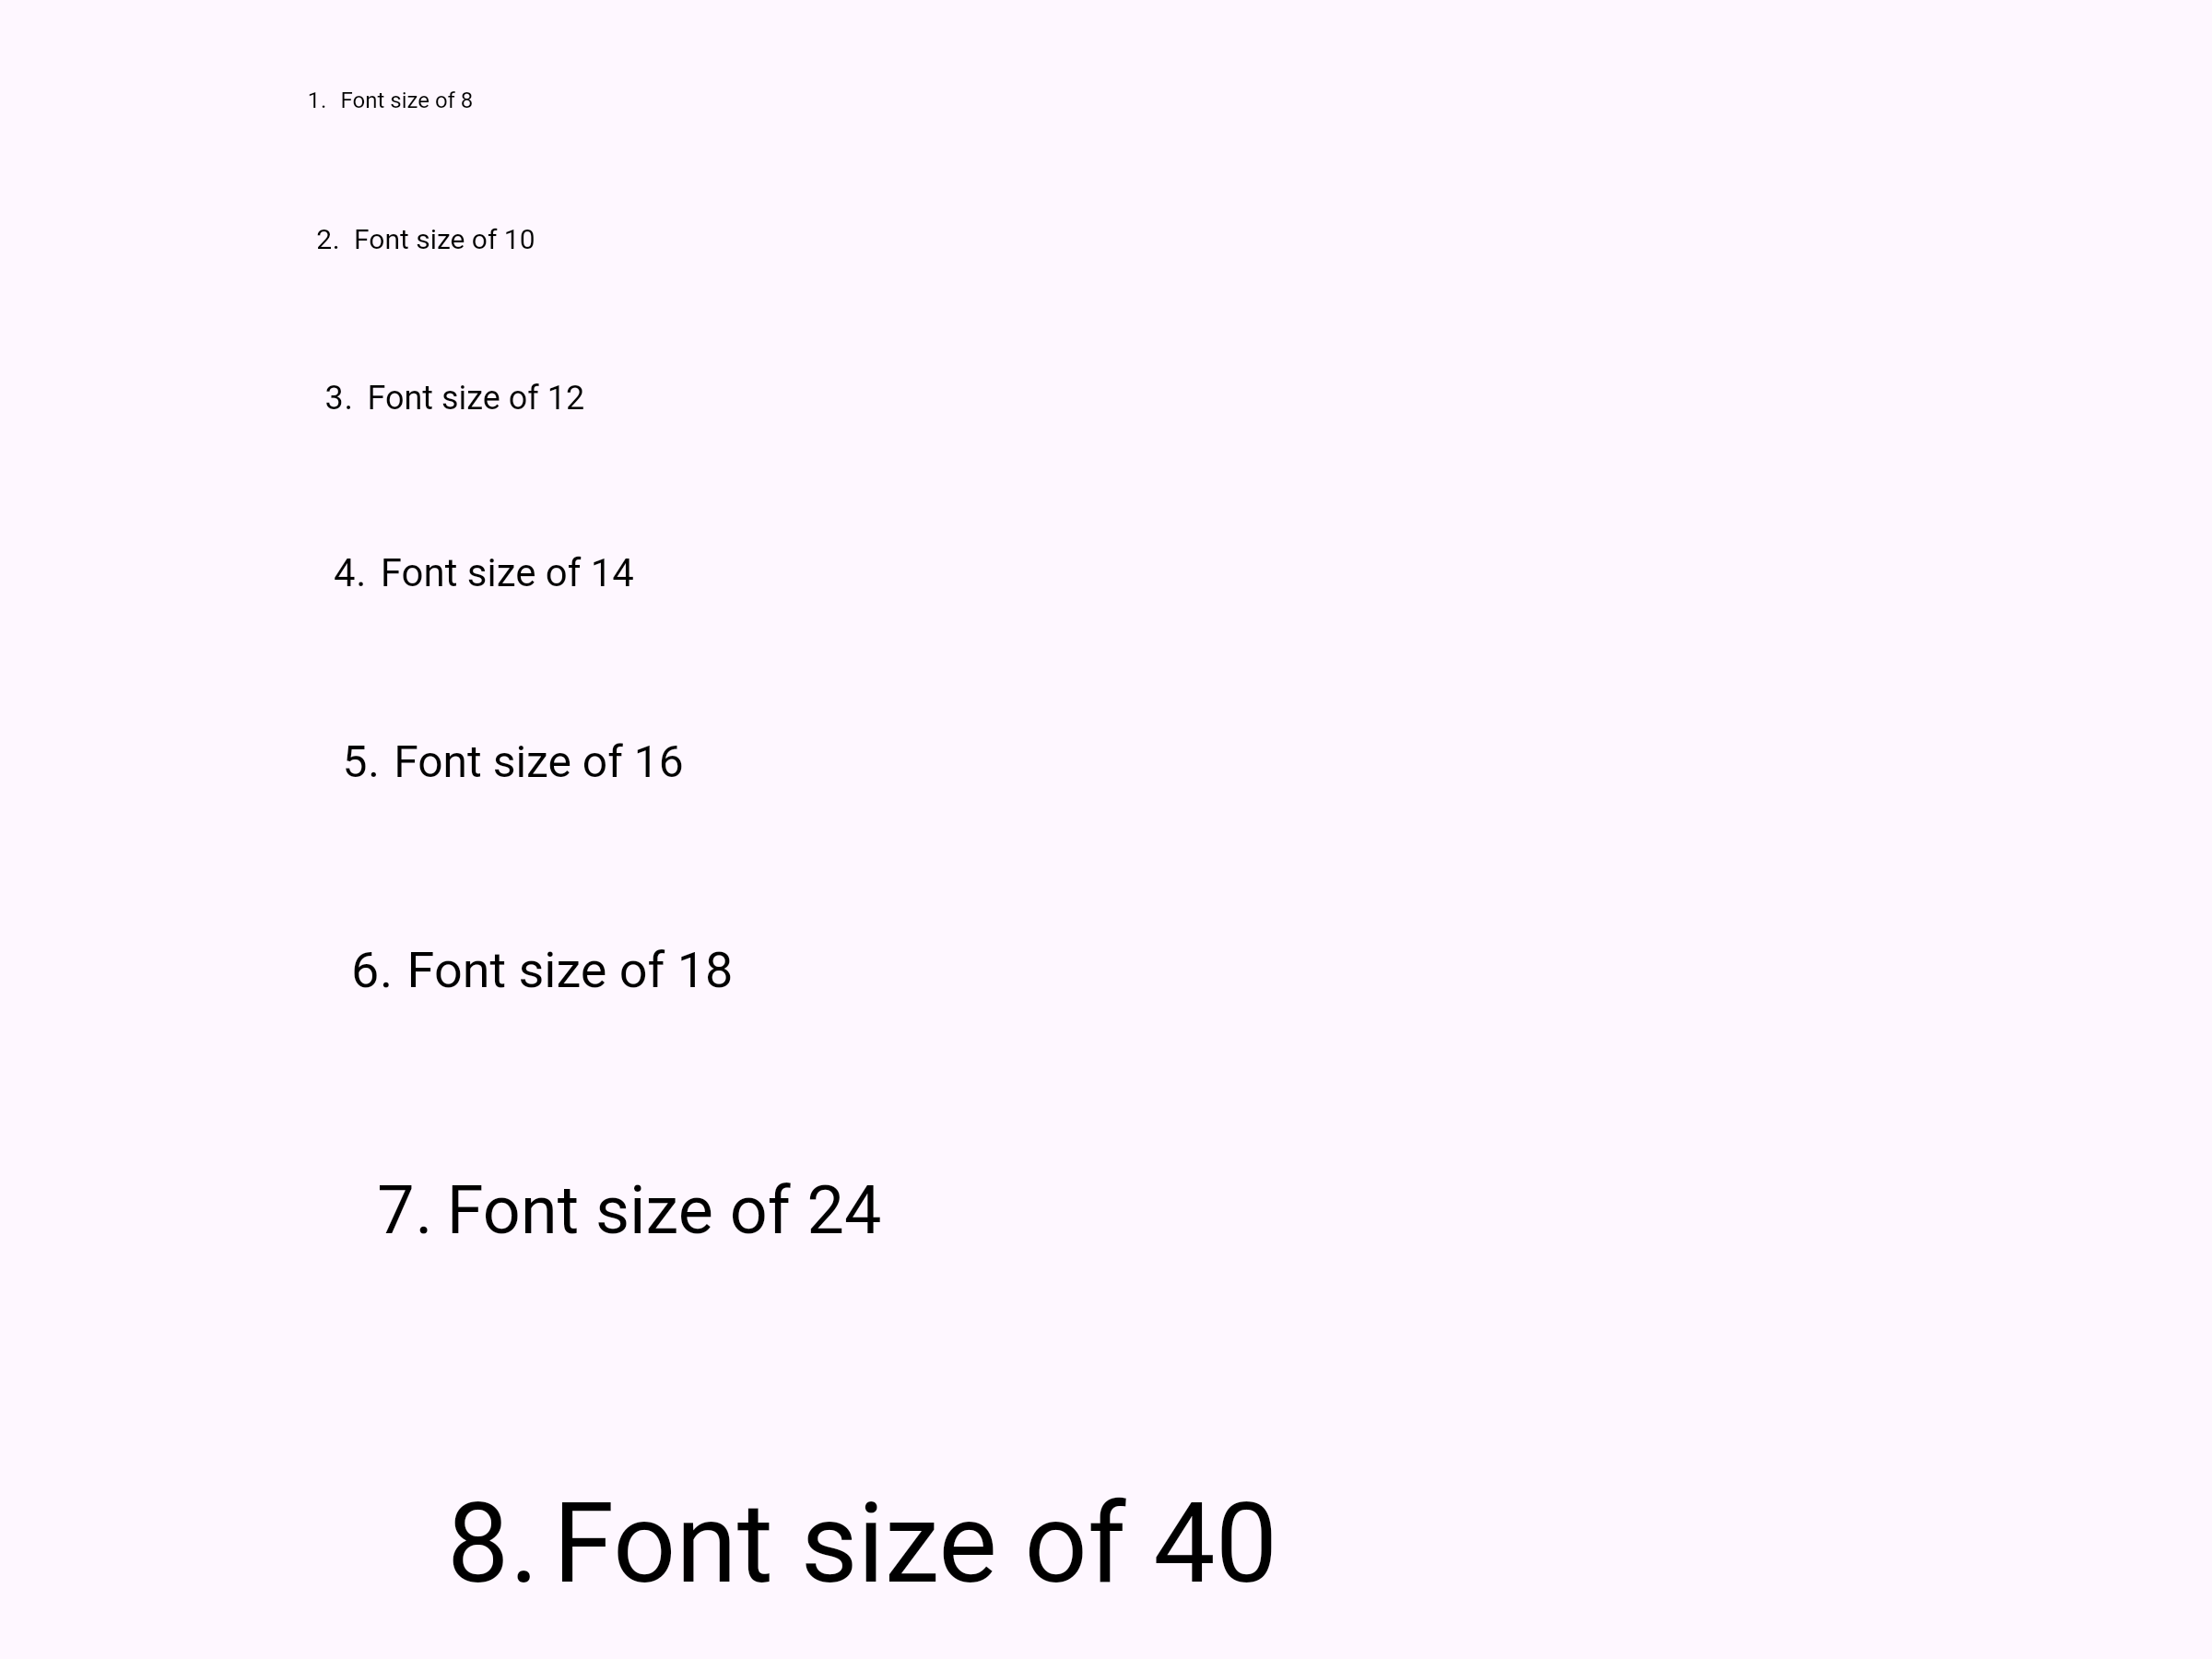 1. Font size of 8
2. Font size of 10
3. Font size of 12
4. Font size of 14
5. Font size of 16
6. Font size of 18
7. Font size of 24
8. Font size of 40